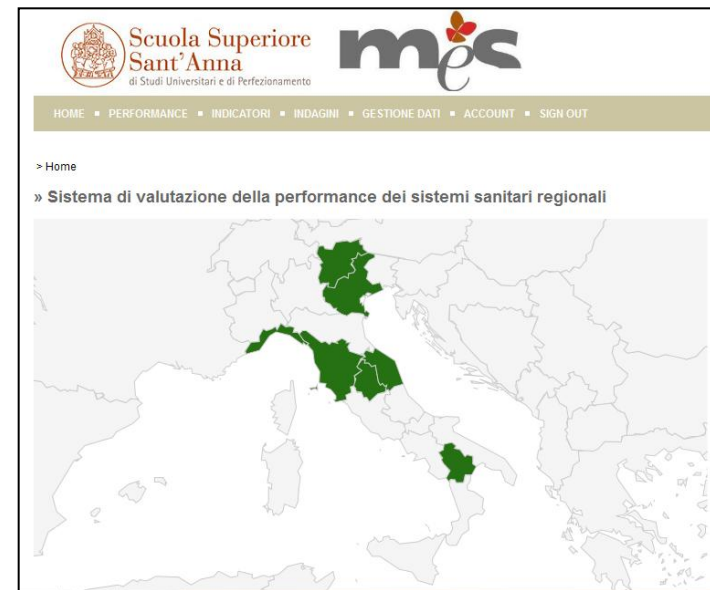 Scuola Superiore
Sant'Anna
di Studi Universitari e di Perfezionamento
mes
HOME ▪ PERFORMANCE ▪ INDICATORI ▪ INDAGINI ▪ GESTIONE DATI ▪ ACCOUNT ▪ SIGN OUT
> Home
» Sistema di valutazione della performance dei sistemi sanitari regionali